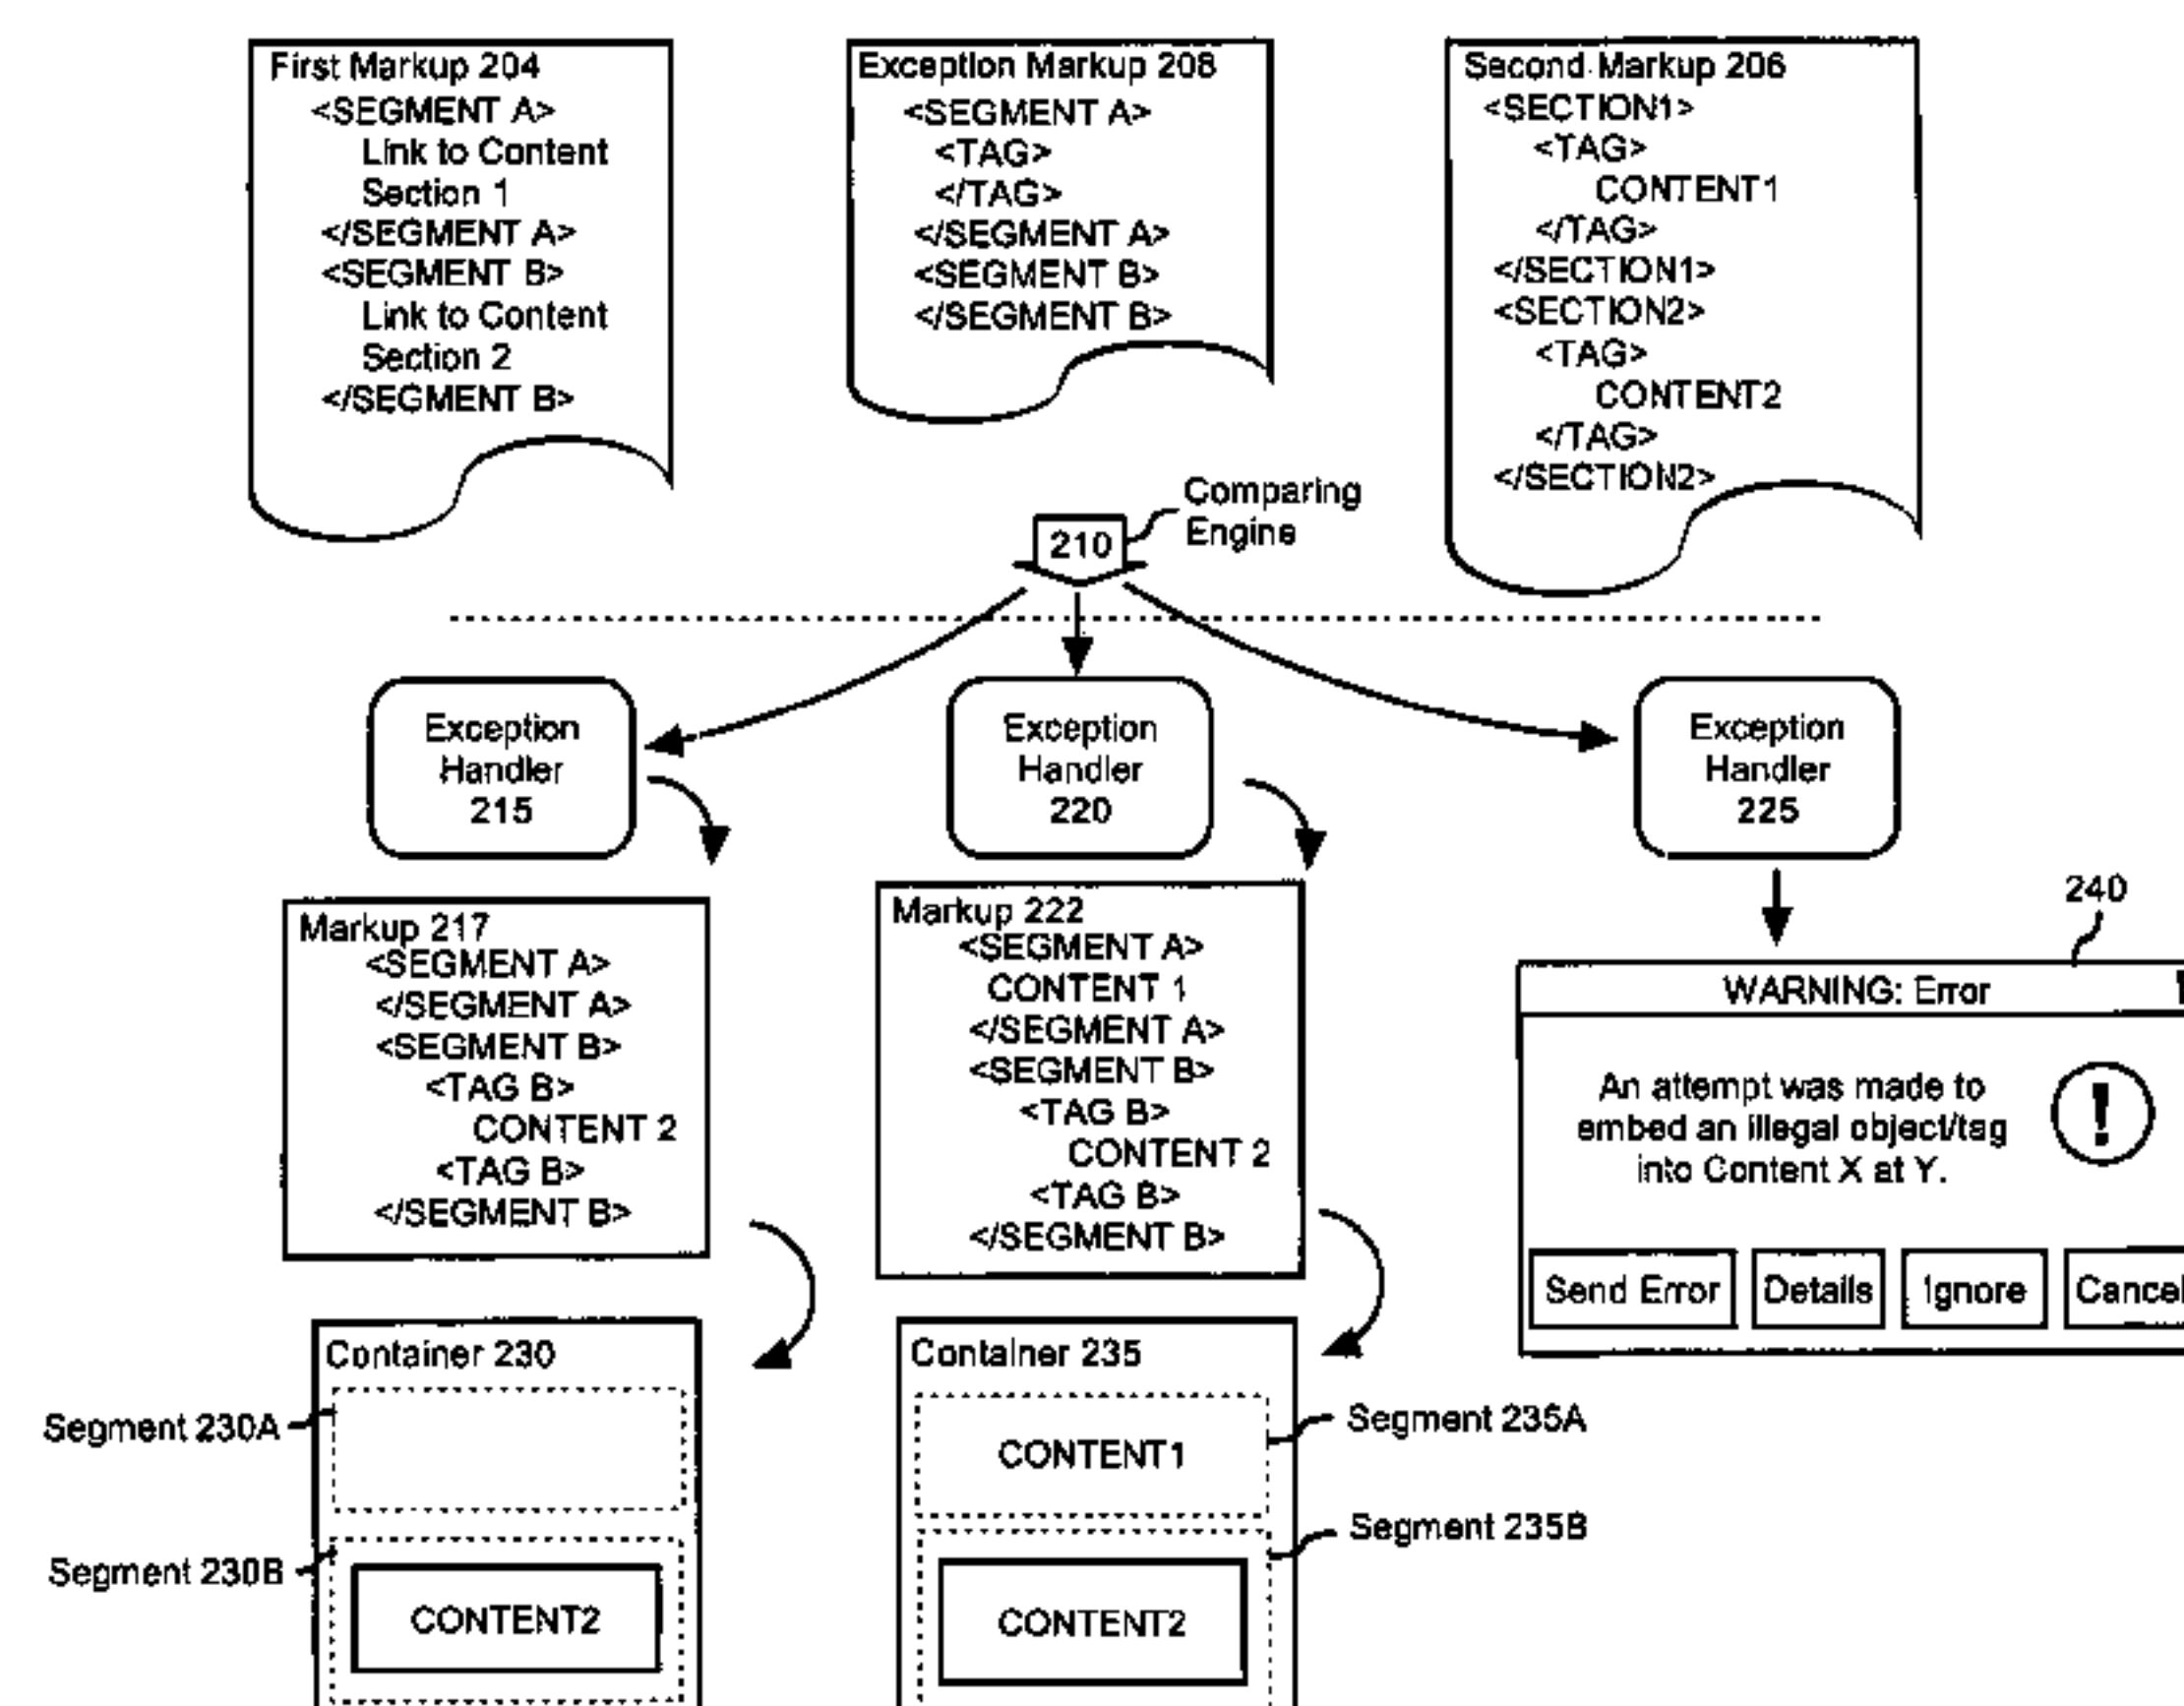 First Markup 204
<SEGMENT A>
Link to Content
Section 1
</SEGMENT A>
<SEGMENT B>
Link to Content
Section 2
</SEGMENT B>
Exception Markup 208
<SEGMENT A>
<TAG>
</TAG>
</SEGMENT A>
<SEGMENT B>
</SEGMENT B>
Second Markup 206
<SECTION1>
<TAG>
CONTENT1
</TAG>
</SECTION1>
<SECTION2>
<TAG>
CONTENT2
</TAG>
</SECTION2>
210
Comparing
Engine
Exception
Handler
215
Exception
Handler
220
Exception
Handler
225
Markup 217
<SEGMENT A>
</SEGMENT A>
<SEGMENT B>
<TAG B>
CONTENT 2
<TAG B>
</SEGMENT B>
Markup 222
<SEGMENT A>
CONTENT 1
</SEGMENT A>
<SEGMENT B>
<TAG B>
CONTENT 2
<TAG B>
</SEGMENT B>
240
WARNING: Error
An attempt was made to
embed an illegal object/tag
into Content X at Y.
!
Send Error Details Ignore Cancel
Container 230
Segment 230A
Segment 230B
CONTENT2
Container 235
CONTENT1
Segment 235A
Segment 235B
CONTENT2